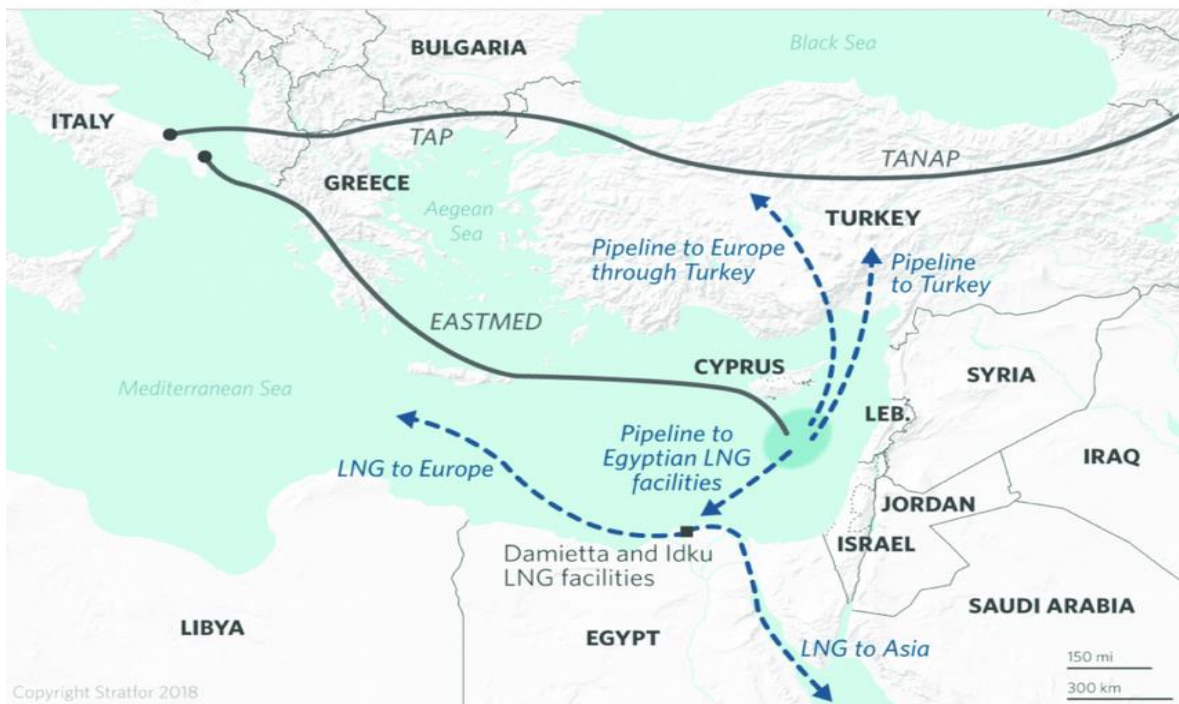 BULGARIA
Black Sea
ITALY
TAP
TANAP
GREECE
Aegean
Sea
TURKEY
Pipeline to Europe
through Turkey
Pipeline
to Turkey
EASTMED
CYPRUS
SYRIA
Mediterranean Sea
LEB.
Pipeline to
Egyptian LNG
facilities
IRAQ
LNG to Europe
JORDAN
ISRAEL
Damietta and Idku
LNG facilities
SAUDI ARABIA
LIBYA
EGYPT
LNG to Asia
150 mi
300 km
Copyright Stratfor 2018